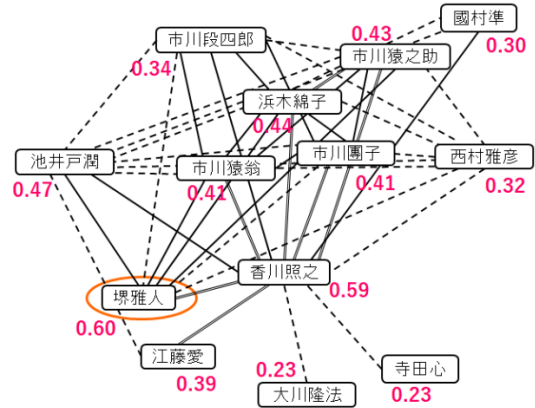 國村準
0.30
市川段四郎
0.34
0.43
市川猿之助
浜木綿子
0.44
池井戸潤
0.47
市川猿翁
0.41
市川團子
0.41
西村雅彦
0.32
香川照之
0.59
堺雅人
0.60
江藤愛
0.39
0.23
大川隆法
寺田心
0.23